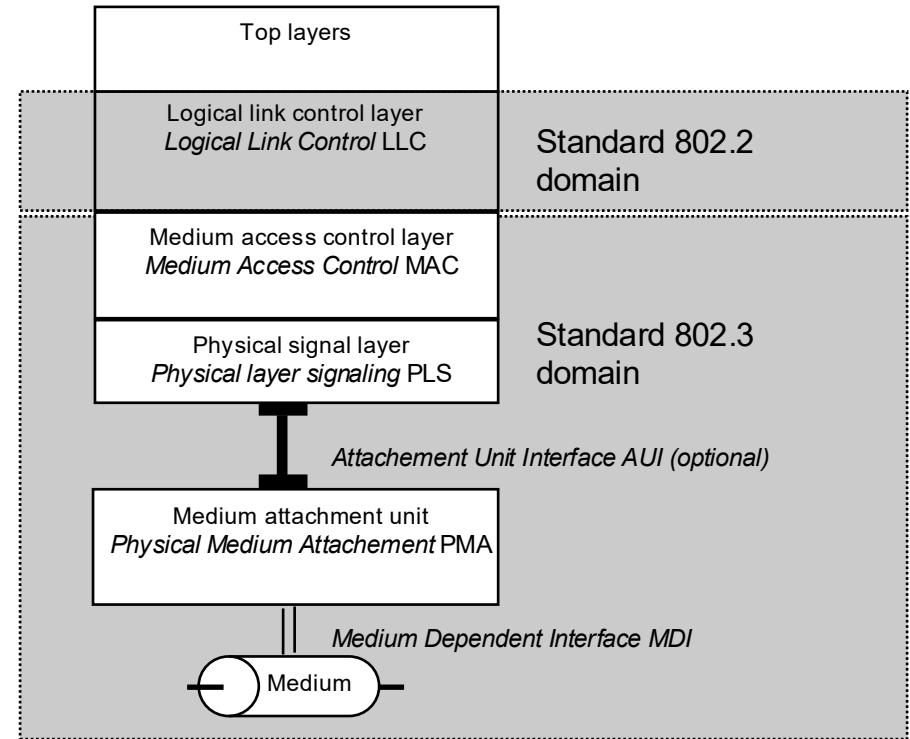 Top layers
Logical link control layer
Logical Link Control LLC
Standard 802.2
domain
Medium access control layer
Medium Access Control MAC
Physical signal layer
Physical layer signaling PLS
Standard 802.3
domain
Attachement Unit Interface AUI (optional)
Medium attachment unit
Physical Medium Attachement PMA
Medium Dependent Interface MDI
Medium